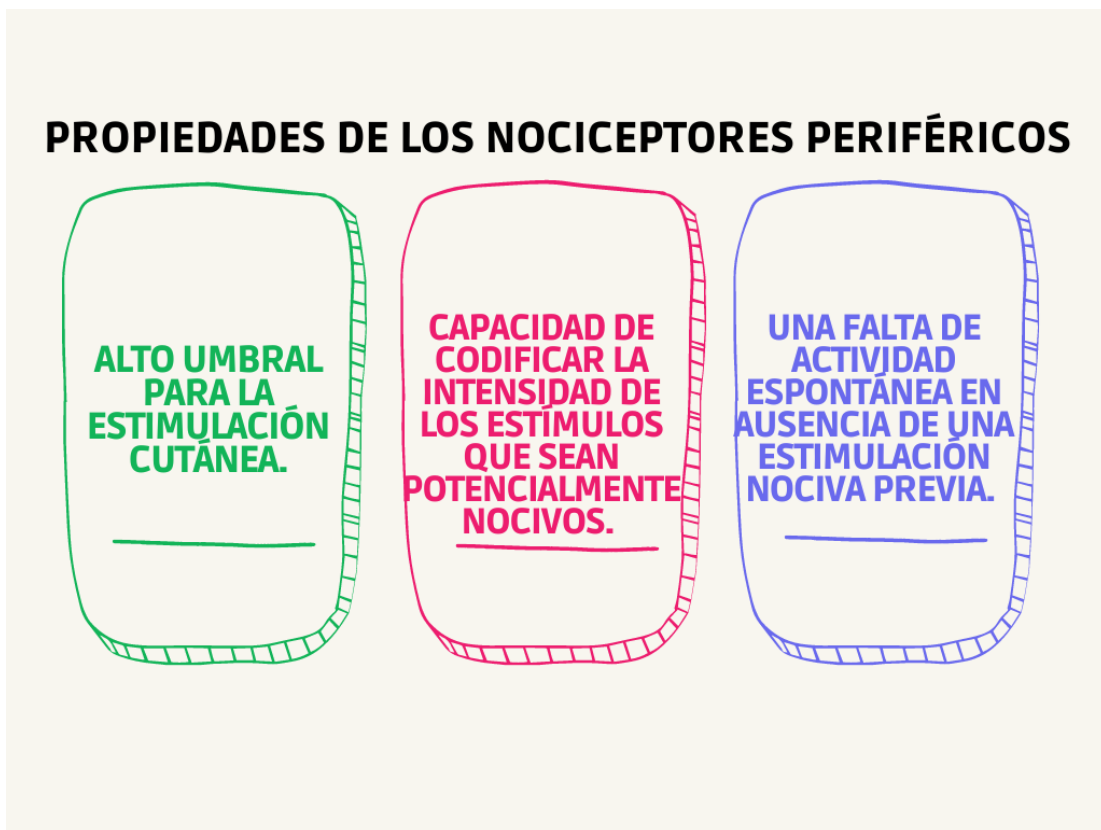 PROPIEDADES DE LOS NOCICEPTORES PERIFÉRICOS
ALTO UMBRAL
PARA LA
ESTIMULACIÓN
CUTÁNEA.
CAPACIDAD DE
CODIFICAR LA
INTENSIDAD DE
LOS ESTÍMULOS
QUE SEAN
POTENCIALMENTE
NOCIVOS.
UNA FALTA DE
ACTIVIDAD
ESPONTÁNEA EN
AUSENCIA DE UNA
ESTIMULACIÓN
NOCIVA PREVIA.